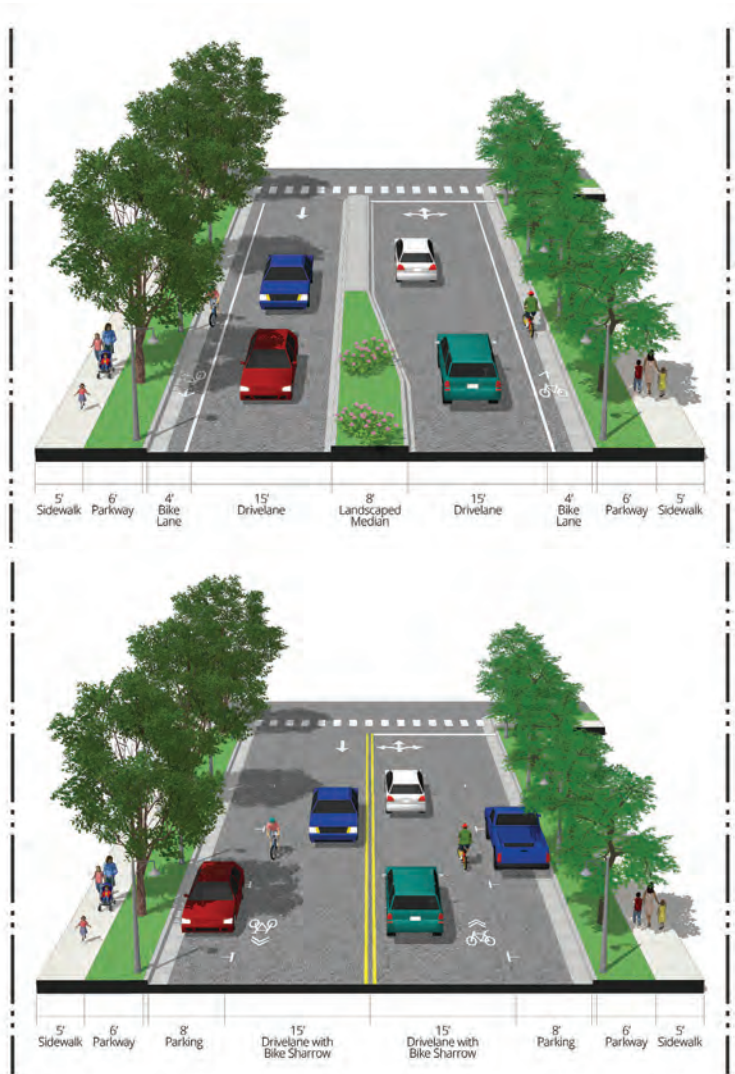 5' 6' 4' 15' 8' 15' 4' 6' 5'
Sidewalk Parkway Bike Drivelane Landscaped Drivelane Bike Parkway Sidewalk
Lane Median Lane
5' 6' 8' 15' 15' 8' 6' 5'
Sidewalk Parkway Parking Drivelane with Drivelane with Parking Parkway Sidewalk
Bike Sharrow Bike Sharrow